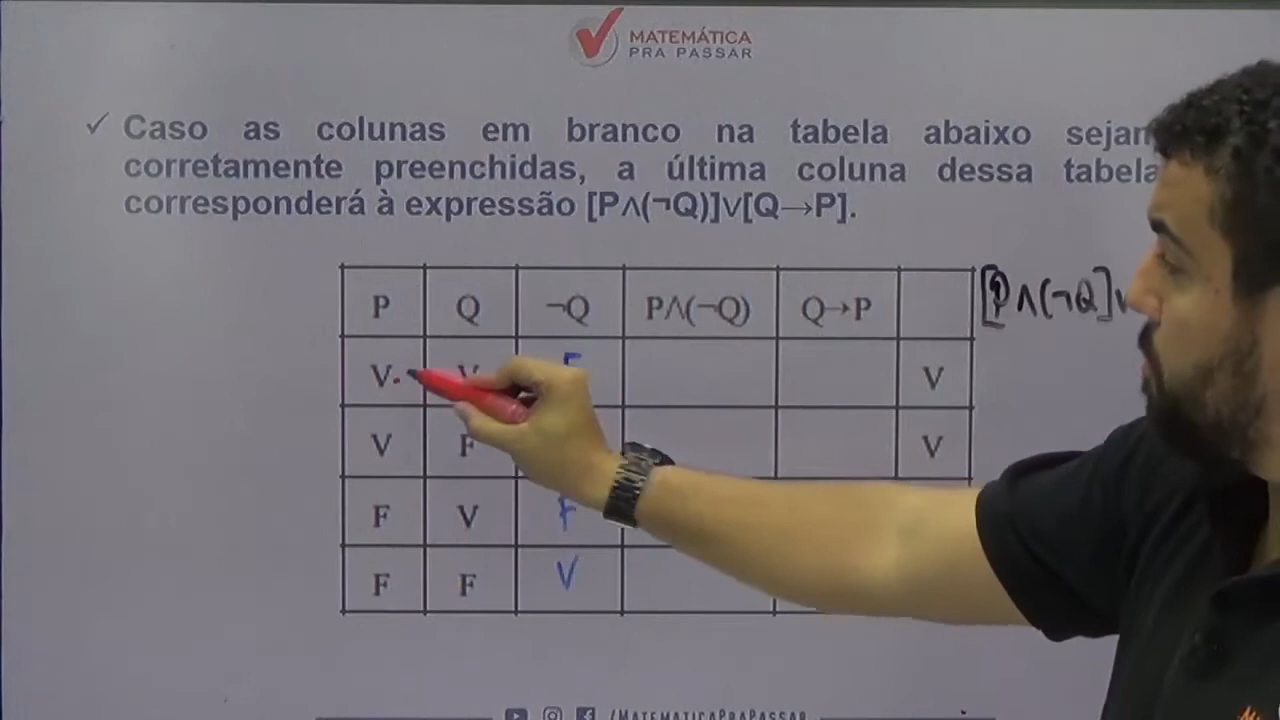 MATEMÁTICA
PRA PASSAR
✓ Caso as colunas em branco na tabela abaixo sejam
corretamente preenchidas, a última coluna dessa tabela
corresponderá à expressão [P∧(¬Q)]∨[Q→P].
P Q ¬Q P∧(¬Q) Q→P [P∧(¬Q]∨
V V F V
V F V
F V F
F F V
/MATEMATICAPRAPASSAR